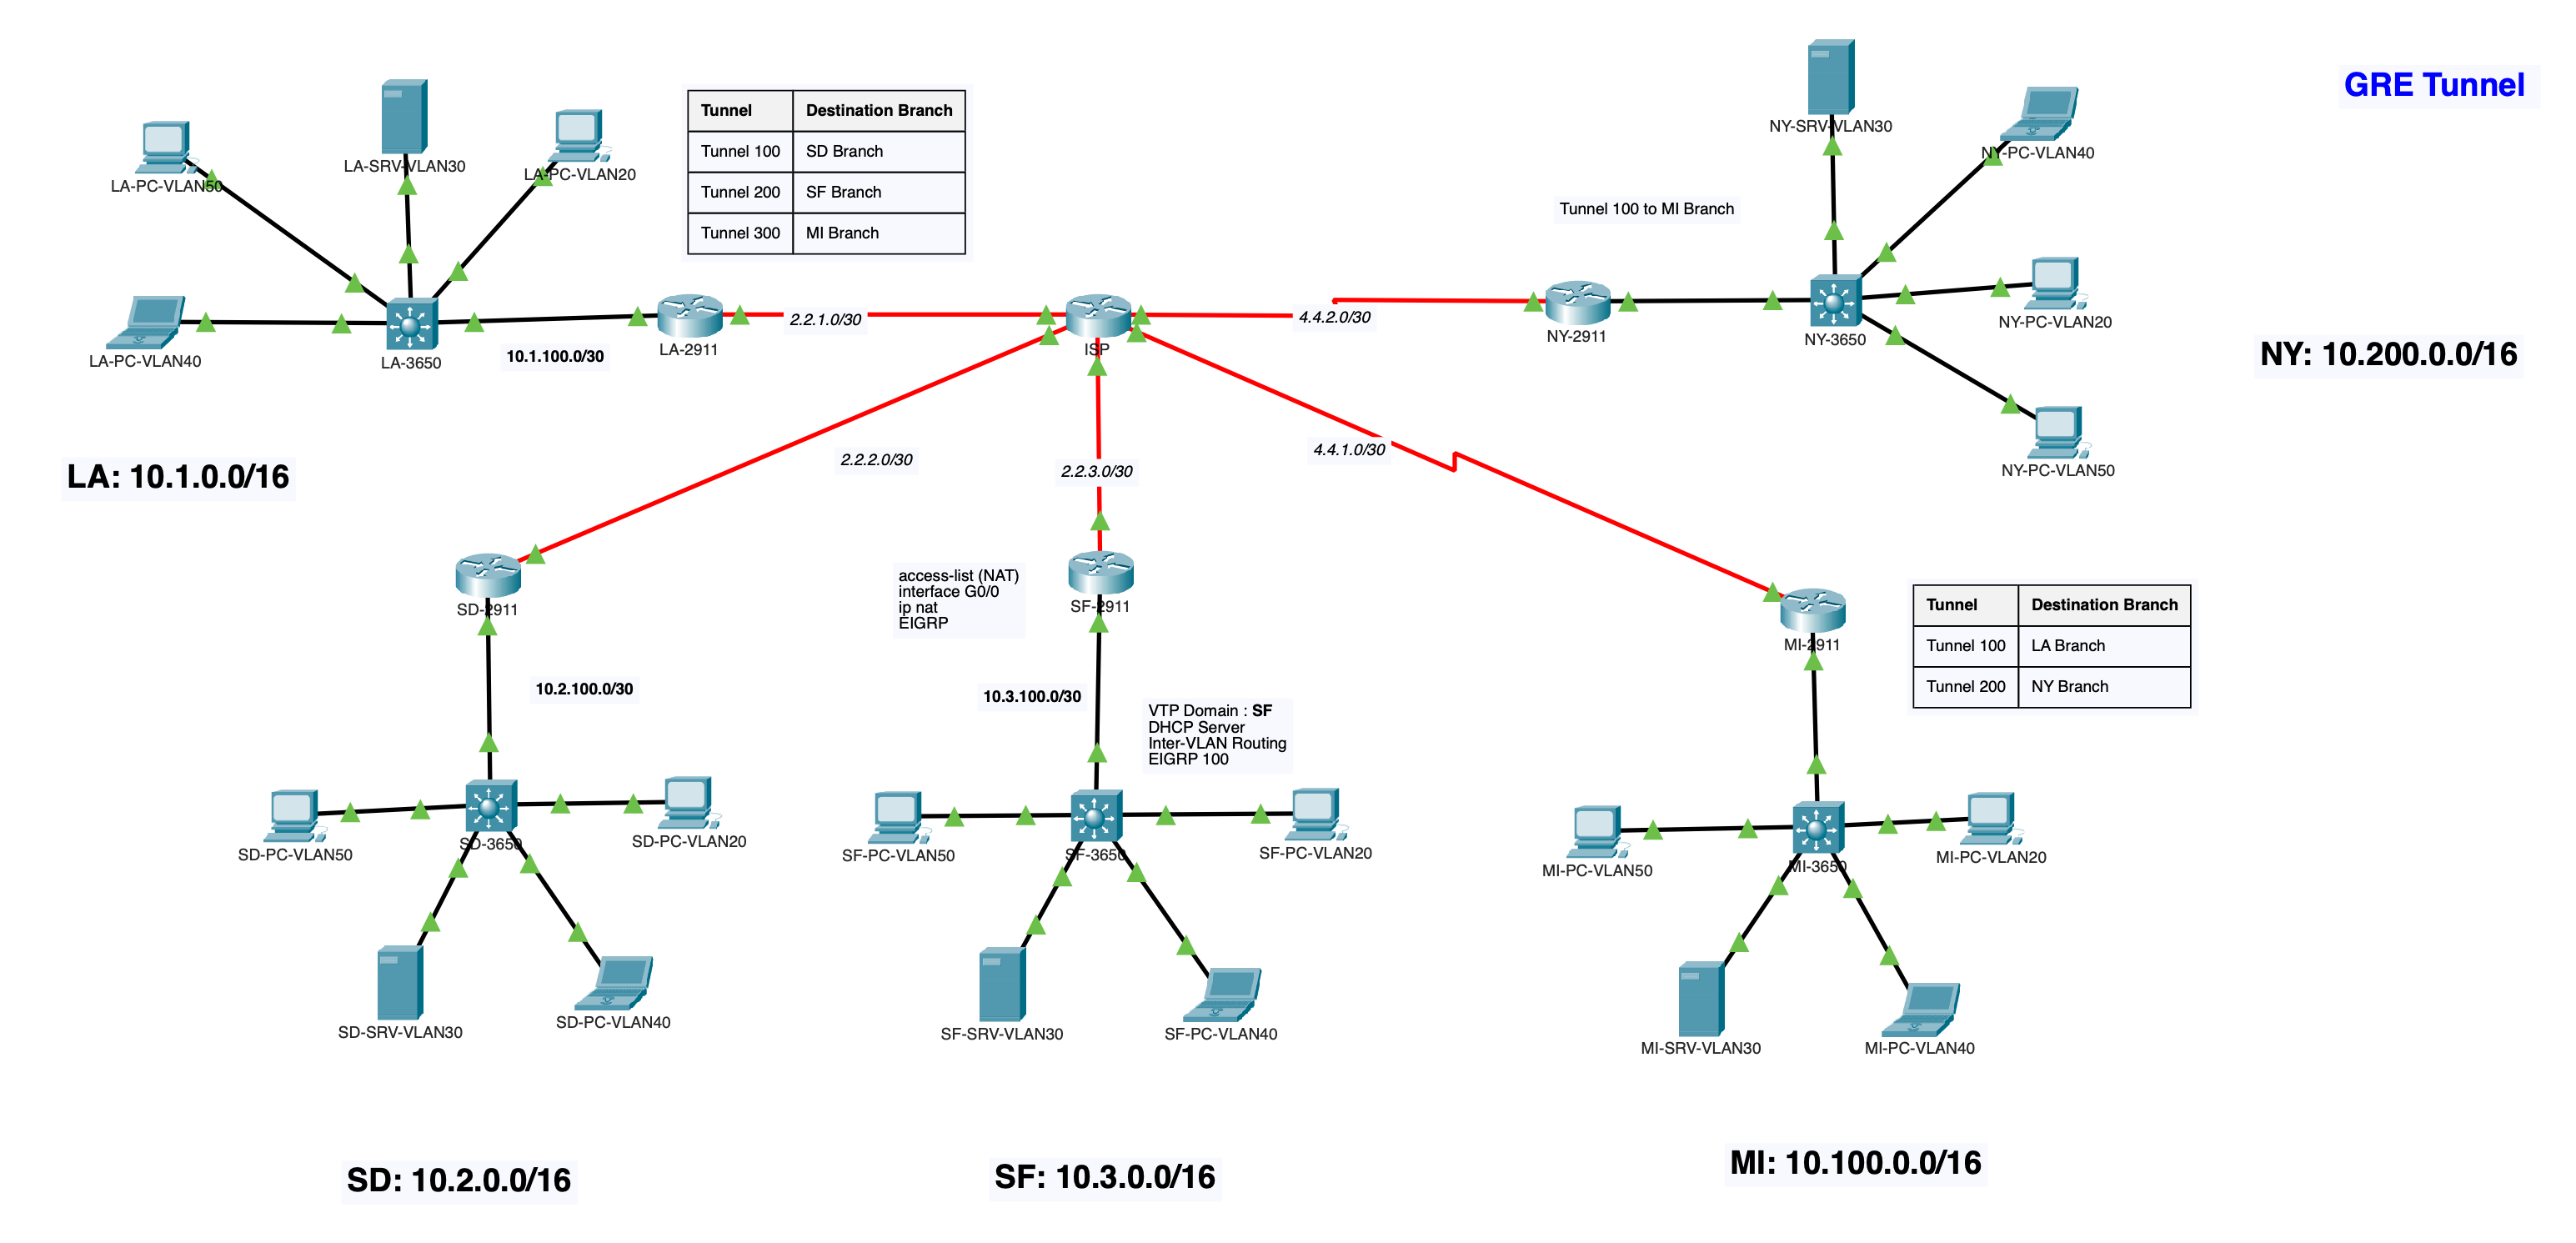 GRE Tunnel
NY-SRV-VLAN30
NY-PC-VLAN40
Tunnel Destination Branch
Tunnel 100 SD Branch
Tunnel 200 SF Branch
Tunnel 300 MI Branch
LA-SRV-VLAN30
LA-PC-VLAN20
LA-PC-VLAN50
Tunnel 100 to MI Branch
2.2.1.0/30
4.4.2.0/30
NY-PC-VLAN20
LA-PC-VLAN40
LA-3650
10.1.100.0/30
LA-2911
ISP
NY-2911
NY-3650
NY: 10.200.0.0/16
NY-PC-VLAN50
LA: 10.1.0.0/16
2.2.2.0/30
2.2.3.0/30
4.4.1.0/30
SD-2911
access-list (NAT)
interface G0/0
ip nat
EIGRP
SF-2911
MI-2911
Tunnel Destination Branch
Tunnel 100 LA Branch
Tunnel 200 NY Branch
10.2.100.0/30
10.3.100.0/30
VTP Domain : SF
DHCP Server
Inter-VLAN Routing
EIGRP 100
SD-PC-VLAN50
SD-3650
SD-PC-VLAN20
SF-PC-VLAN50
SF-3650
SF-PC-VLAN20
MI-PC-VLAN50
MI-3650
MI-PC-VLAN20
SD-SRV-VLAN30
SD-PC-VLAN40
SF-SRV-VLAN30
SF-PC-VLAN40
MI-SRV-VLAN30
MI-PC-VLAN40
SD: 10.2.0.0/16
SF: 10.3.0.0/16
MI: 10.100.0.0/16